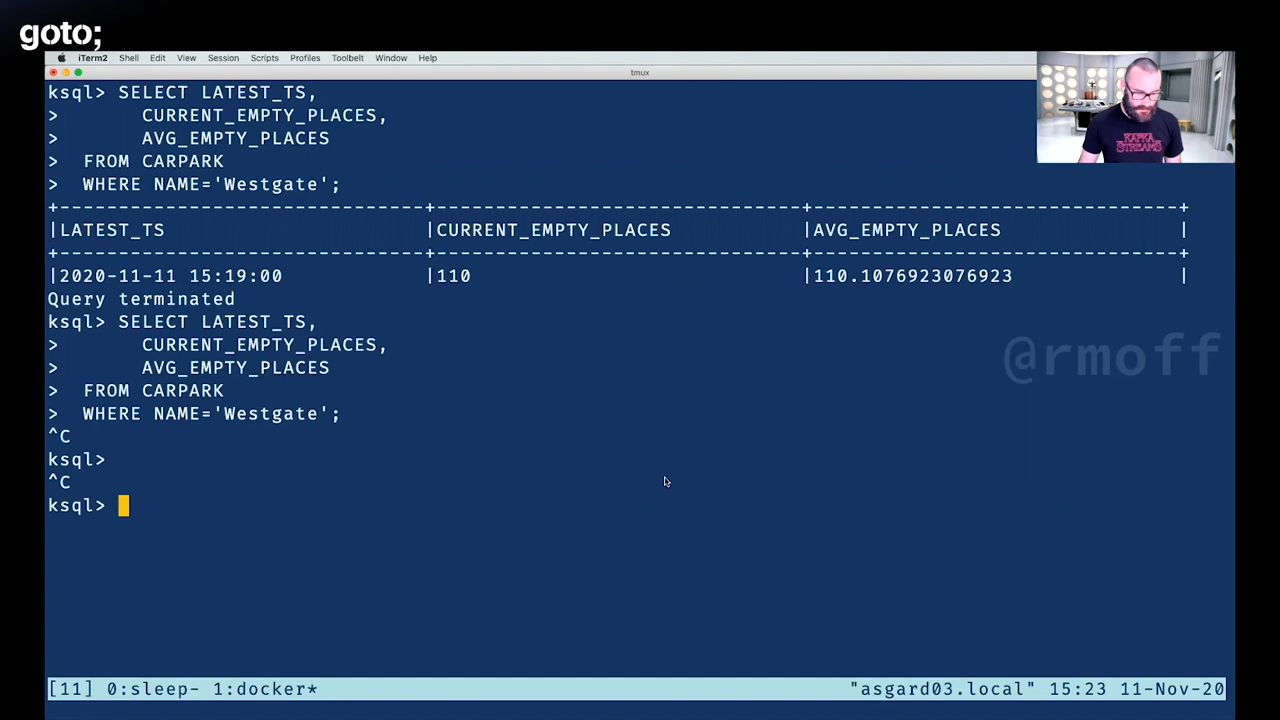 goto;
iTerm2 Shell Edit View Session Scripts Profiles Toolbelt Window Help
tmux
ksql> SELECT LATEST_TS,
> CURRENT_EMPTY_PLACES,
> AVG_EMPTY_PLACES
> FROM CARPARK
> WHERE NAME='Westgate';
+-------------------------------+-------------------------------+-------------------------------+
|LATEST_TS |CURRENT_EMPTY_PLACES |AVG_EMPTY_PLACES |
+-------------------------------+-------------------------------+-------------------------------+
|2020-11-11 15:19:00 |110 |110.1076923076923 |
Query terminated
ksql> SELECT LATEST_TS,
> CURRENT_EMPTY_PLACES,
> AVG_EMPTY_PLACES
> FROM CARPARK
> WHERE NAME='Westgate';
^C
ksql>
^C
ksql>
KAFKA
STREAMS
@rmoff
[11] 0:sleep- 1:docker* "asgard03.local" 15:23 11-Nov-20